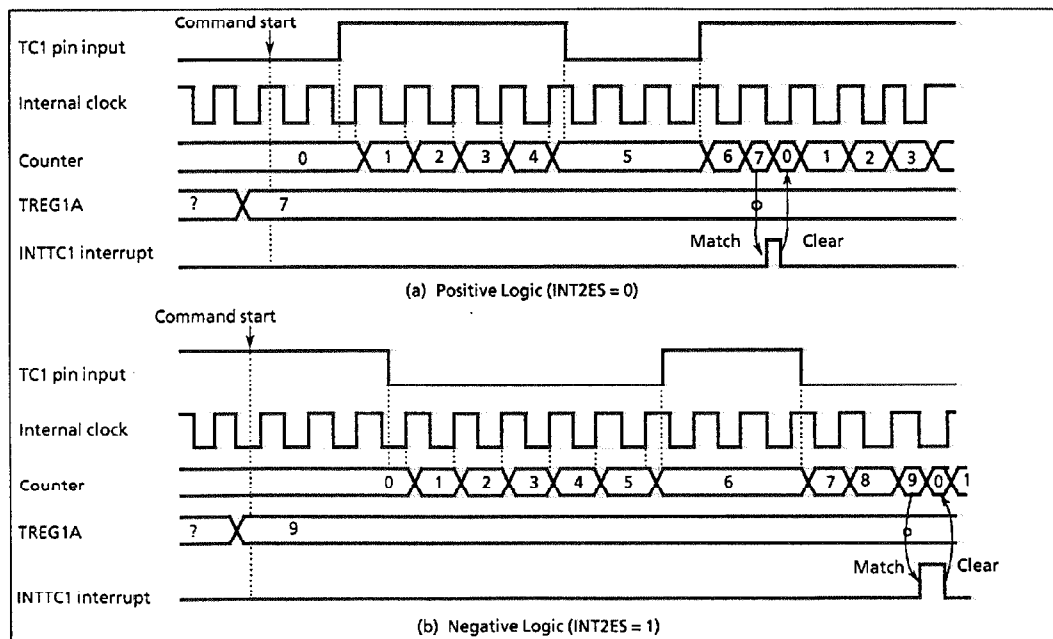 Command start
TC1 pin input
Internal clock
Counter 0 1 2 3 4 5 6 7 0 1 2 3
TREG1A ? 7
Match Clear
INTTC1 interrupt
(a) Positive Logic (INT2ES = 0)
Command start
TC1 pin input
Internal clock
Counter 0 1 2 3 4 5 6 7 8 9 0 1
TREG1A ? 9
Match Clear
INTTC1 interrupt
(b) Negative Logic (INT2ES = 1)